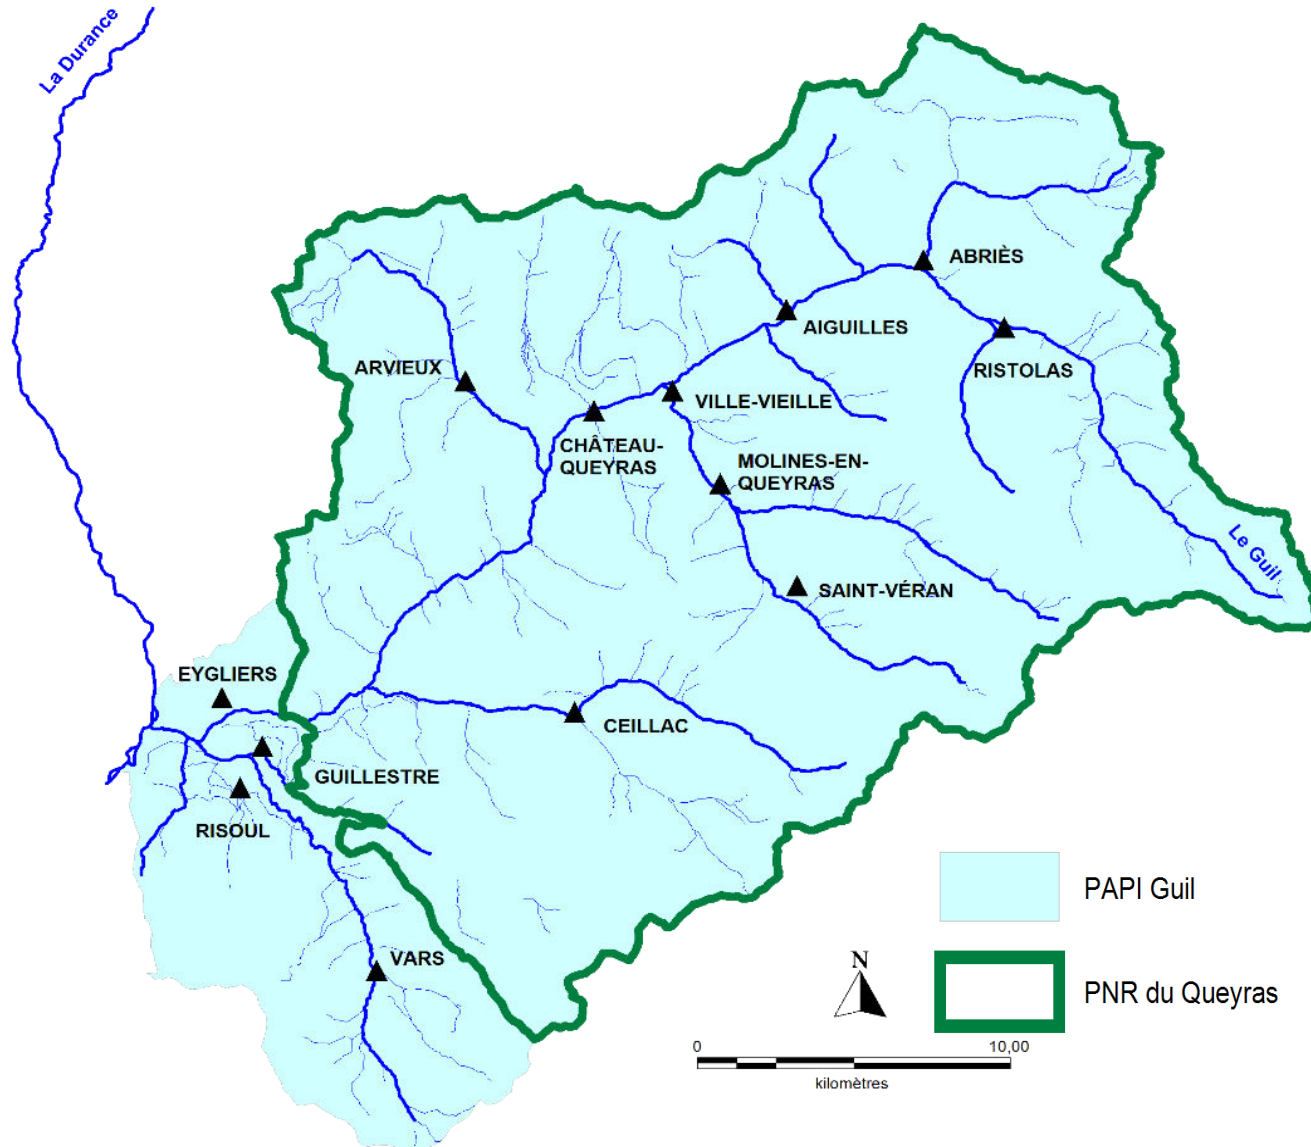 La Durance
ABRIÈS
AIGUILLES
RISTOLAS
ARVIEUX
VILLE-VIEILLE
CHÂTEAU-
QUEYRAS
MOLINES-EN-
QUEYRAS
Le Guil
SAINT-VÉRAN
EYGLIERS
CEILLAC
GUILLESTRE
RISOUL
VARS
PAPI Guil
N
PNR du Queyras
0 10,00
kilomètres